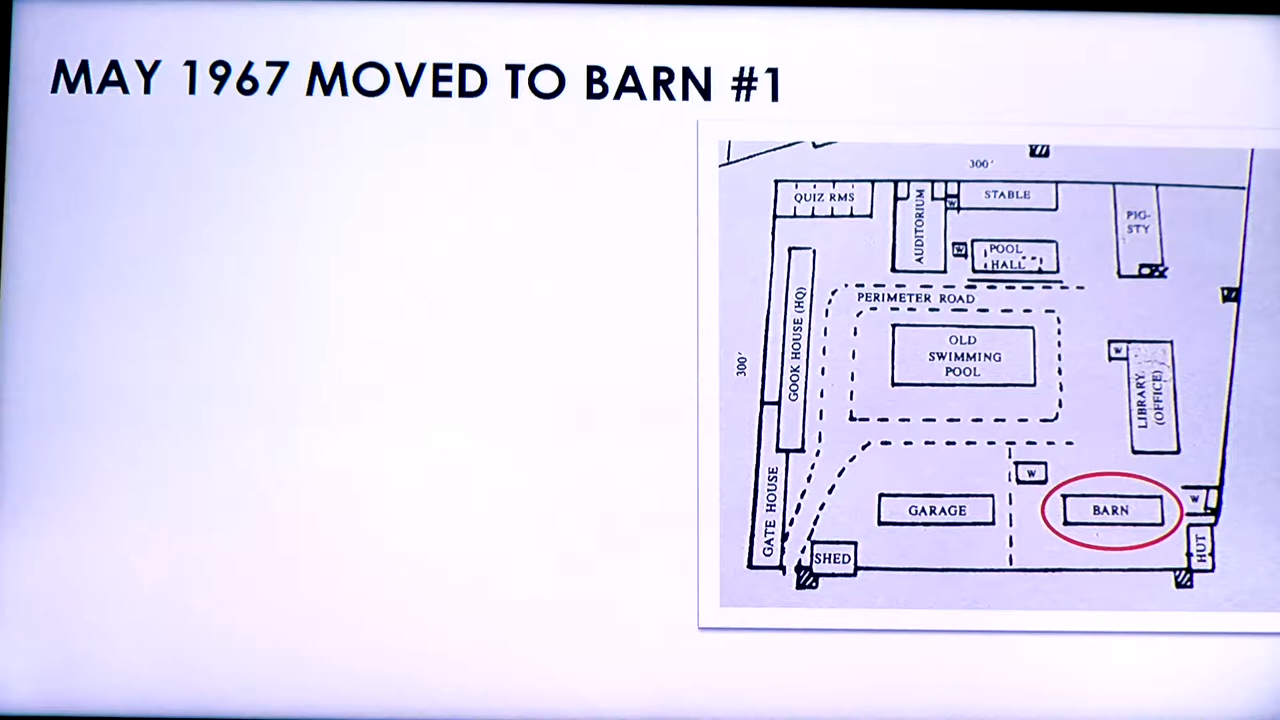 MAY 1967 MOVED TO BARN #1
300'
QUIZ RMS
AUDITORIUM
W
STABLE
PIG-
STY
W
POOL
HALL
PERIMETER ROAD
GOOK HOUSE (HQ)
OLD
SWIMMING
POOL
300'
W
LIBRARY
(OFFICE)
GATE HOUSE
W
GARAGE
BARN
W
SHED
HUT